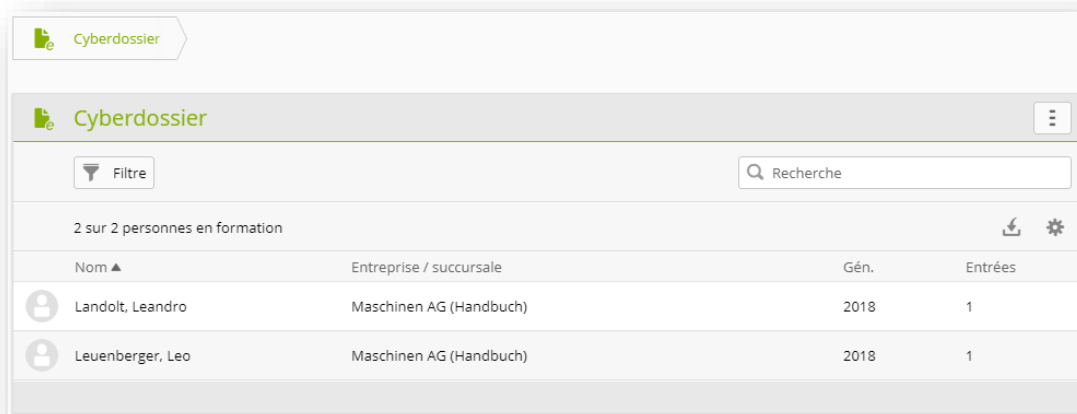 Cyberdossier
Cyberdossier
Filtre
Recherche
2 sur 2 personnes en formation
Nom ▲ Entreprise / succursale Gén. Entrées
Landolt, Leandro Maschinen AG (Handbuch) 2018 1
Leuenberger, Leo Maschinen AG (Handbuch) 2018 1